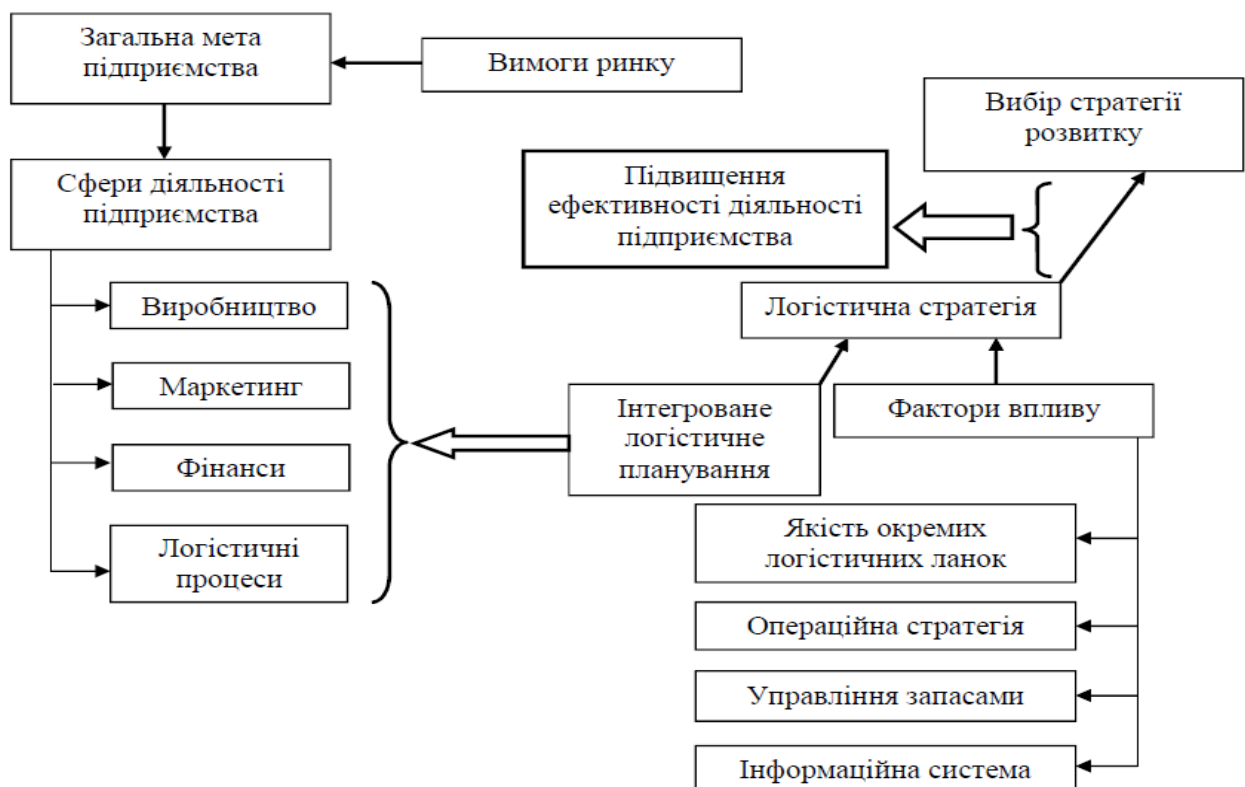 Загальна мета
підприємства
Вимоги ринку
Вибір стратегії
розвитку
Сфери діяльності
підприємства
Підвищення
ефективності діяльності
підприємства
Виробництво
Логістична стратегія
Маркетинг
Інтегроване
логістичне
планування
Фактори впливу
Фінанси
Логістичні
процеси
Якість окремих
логістичних ланок
Операційна стратегія
Управління запасами
Інформаційна система